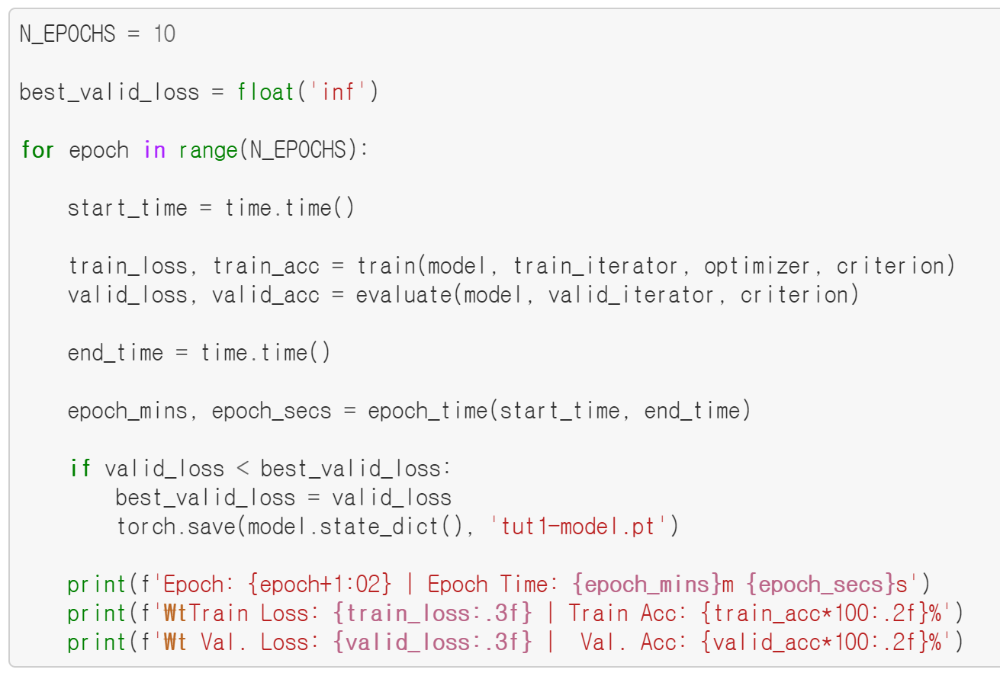 N_EPOCHS = 10

best_valid_loss = float('inf')

for epoch in range(N_EPOCHS):

    start_time = time.time()

    train_loss, train_acc = train(model, train_iterator, optimizer, criterion)
    valid_loss, valid_acc = evaluate(model, valid_iterator, criterion)

    end_time = time.time()

    epoch_mins, epoch_secs = epoch_time(start_time, end_time)

    if valid_loss < best_valid_loss:
        best_valid_loss = valid_loss
        torch.save(model.state_dict(), 'tut1-model.pt')

    print(f'Epoch: {epoch+1:02} | Epoch Time: {epoch_mins}m {epoch_secs}s')
    print(f'₩tTrain Loss: {train_loss:.3f} | Train Acc: {train_acc*100:.2f}%')
    print(f'₩t Val. Loss: {valid_loss:.3f} |  Val. Acc: {valid_acc*100:.2f}%')